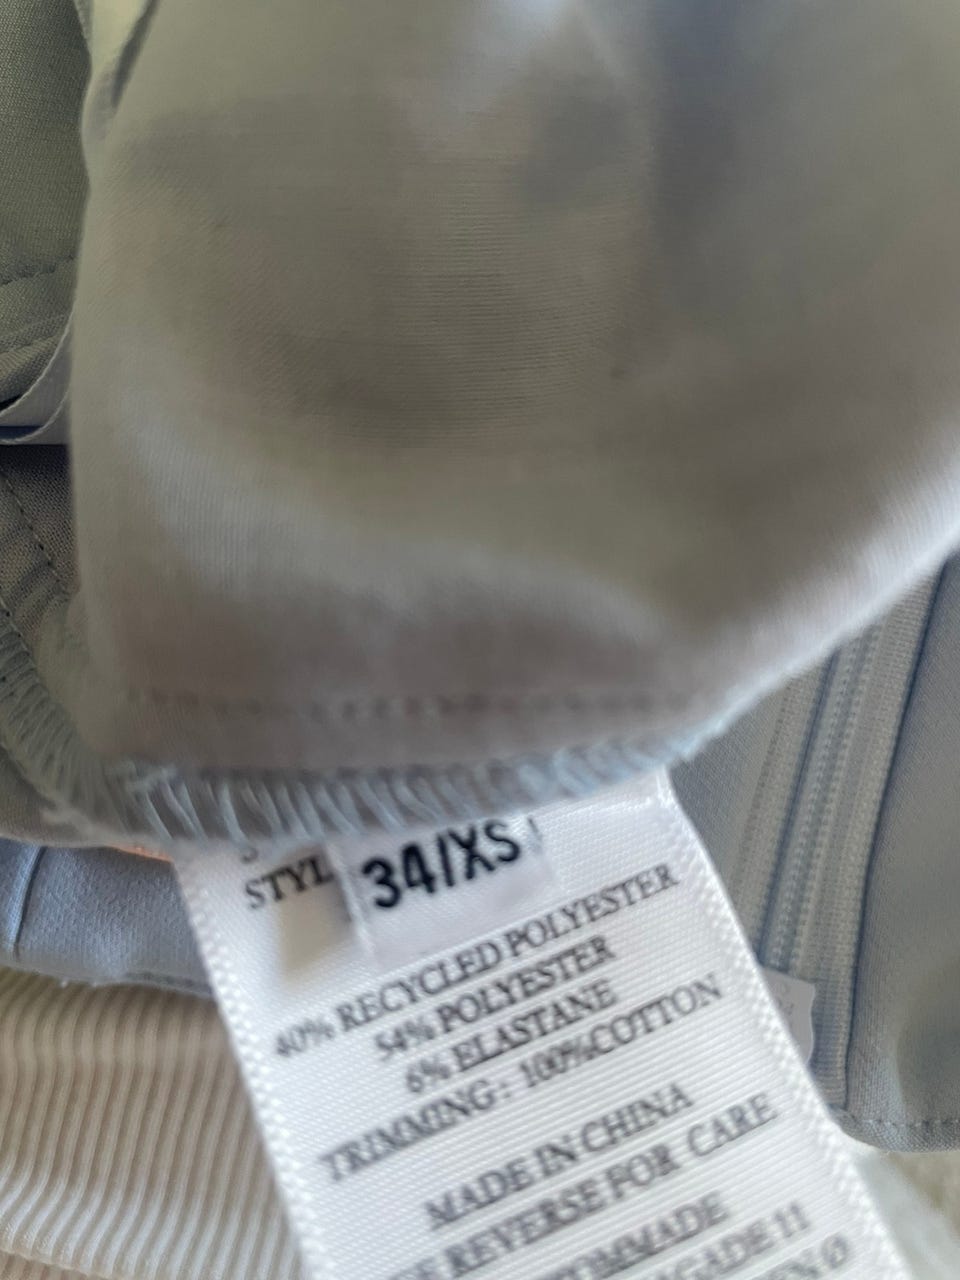 STYL
34/XS
40% RECYCLED POLYESTER
54% POLYESTER
6% ELASTANE
TRIMMING: 100%COTTON
MADE IN CHINA
REVERSE FOR CARE